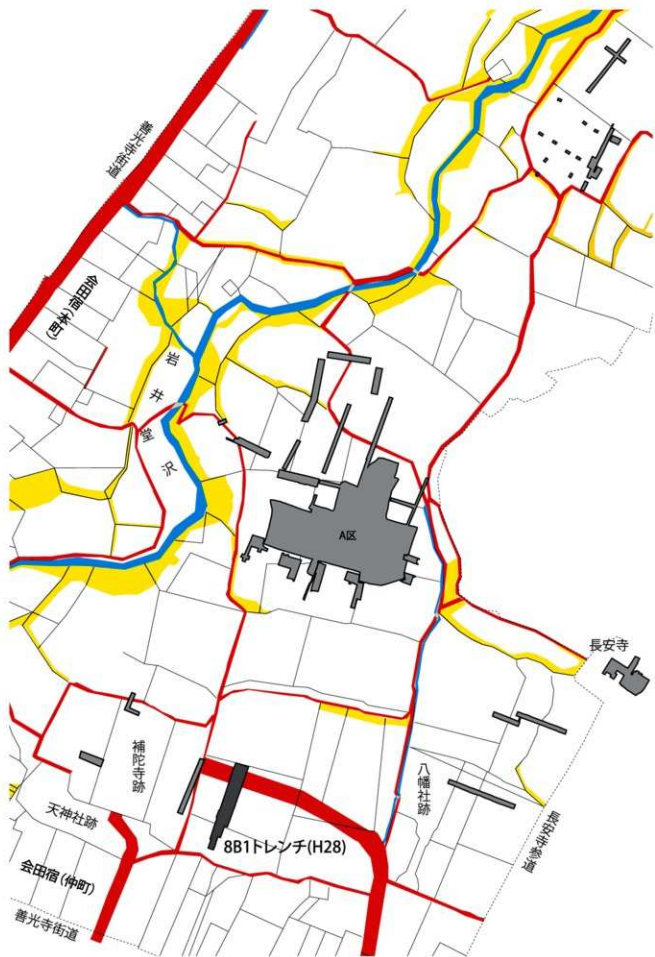 善光寺街道
会田宿(本町)
岩井堂沢
A区
長安寺
補陀寺跡
八幡社跡
天神社跡
8B1トレンチ(H28)
長安寺参道
会田宿(仲町)
善光寺街道